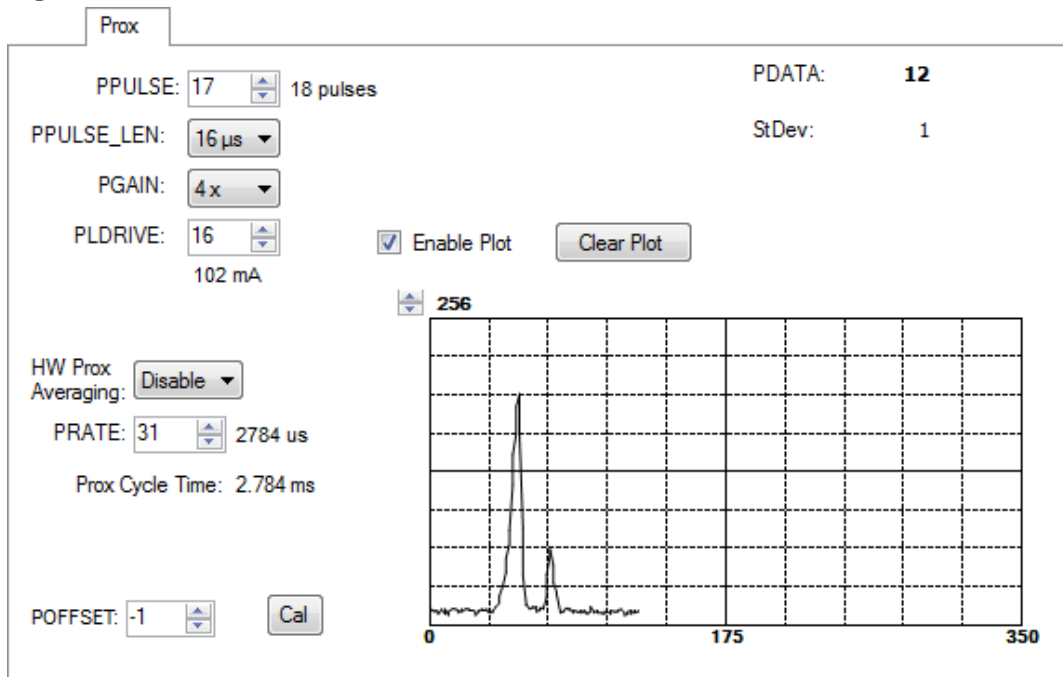 Prox
PPULSE: 17 18 pulses
PDATA: 12
PPULSE_LEN: 16 µs
StDev: 1
PGAIN: 4 x
PLDRIVE: 16
102 mA
Enable Plot Clear Plot
256
HW Prox
Averaging: Disable
PRATE: 31 2784 us
Prox Cycle Time: 2.784 ms
POFFSET: -1 Cal
0 175 350